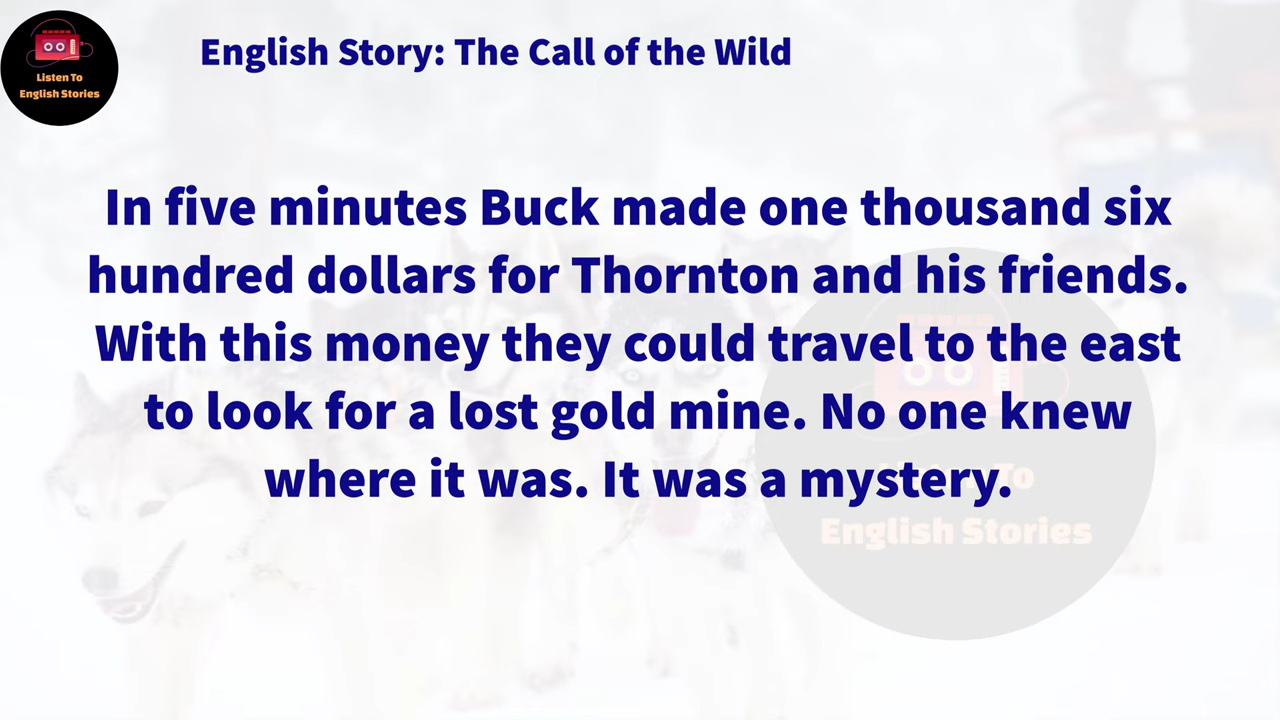 Listen To
English Stories
English Story: The Call of the Wild
In five minutes Buck made one thousand six
hundred dollars for Thornton and his friends.
With this money they could travel to the east
to look for a lost gold mine. No one knew
where it was. It was a mystery.
To
English Stories